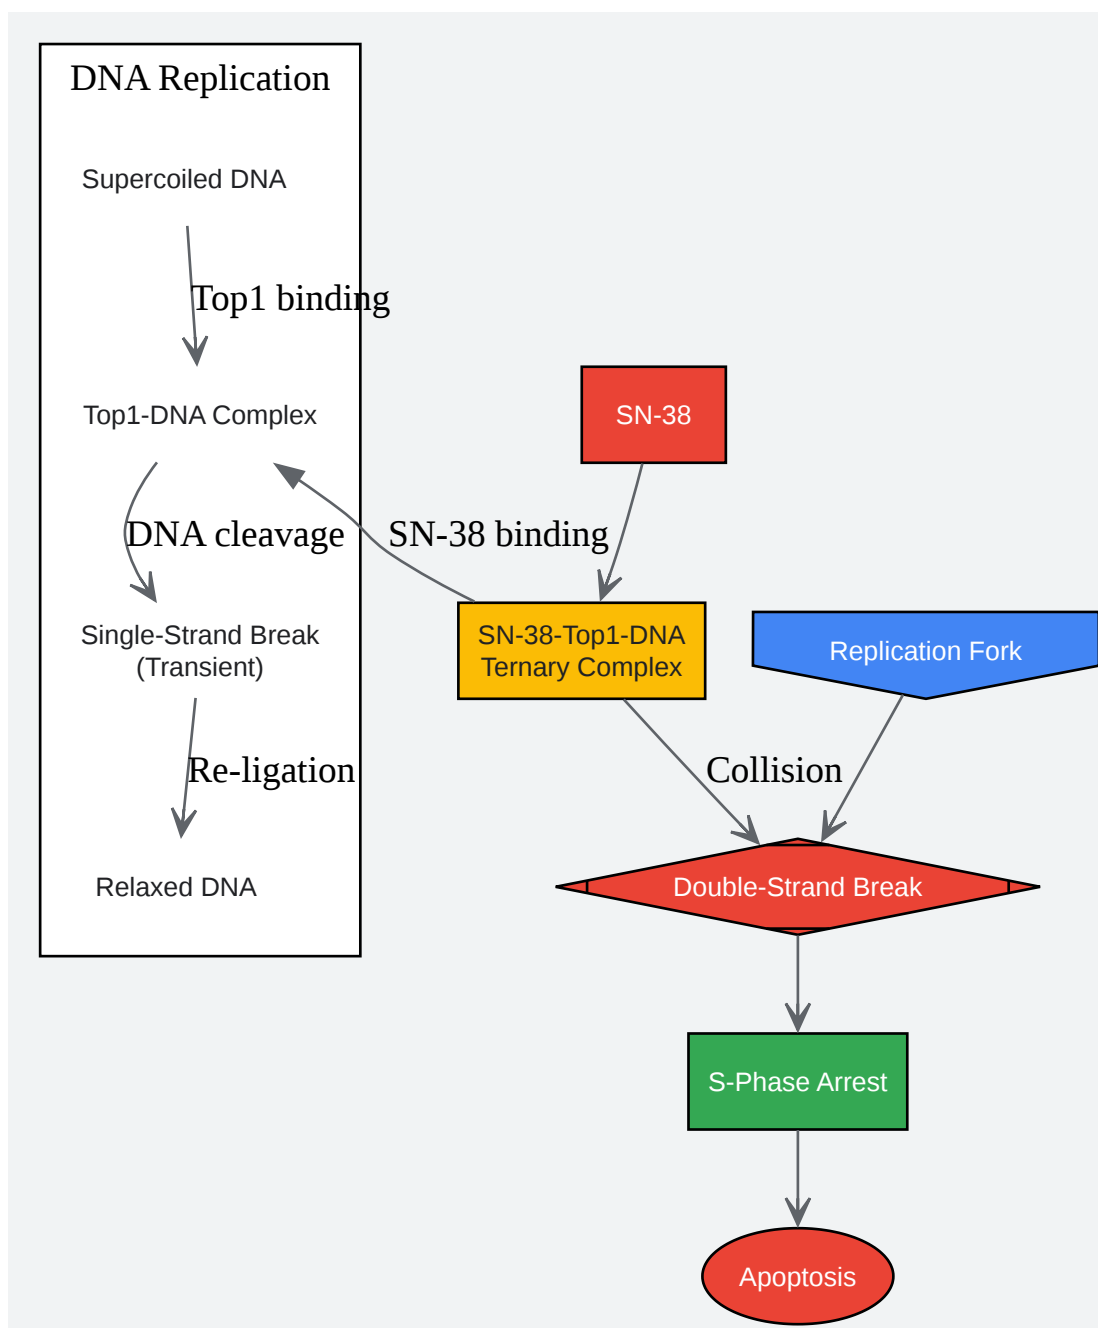 DNA Replication
Supercoiled DNA
Top1 binding
Top1-DNA Complex
SN-38
DNA cleavage
SN-38 binding
Single-Strand Break
(Transient)
SN-38-Top1-DNA
Ternary Complex
Replication Fork
Re-ligation
Collision
Relaxed DNA
Double-Strand Break
S-Phase Arrest
Apoptosis